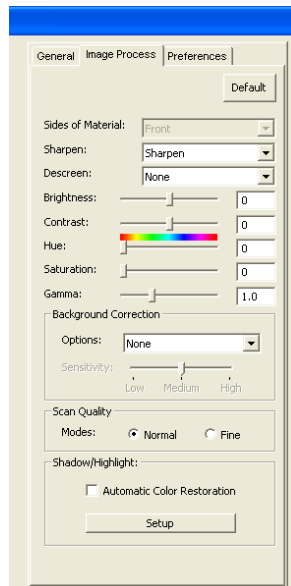 General Image Process Preferences
Default
Sides of Material: Front
Sharpen: Sharpen
Descreen: None
Brightness: 0
Contrast: 0
Hue: 0
Saturation: 0
Gamma: 1.0
Background Correction
Options: None
Sensitivity:
Low Medium High
Scan Quality
Modes: Normal Fine
Shadow/Highlight:
Automatic Color Restoration
Setup